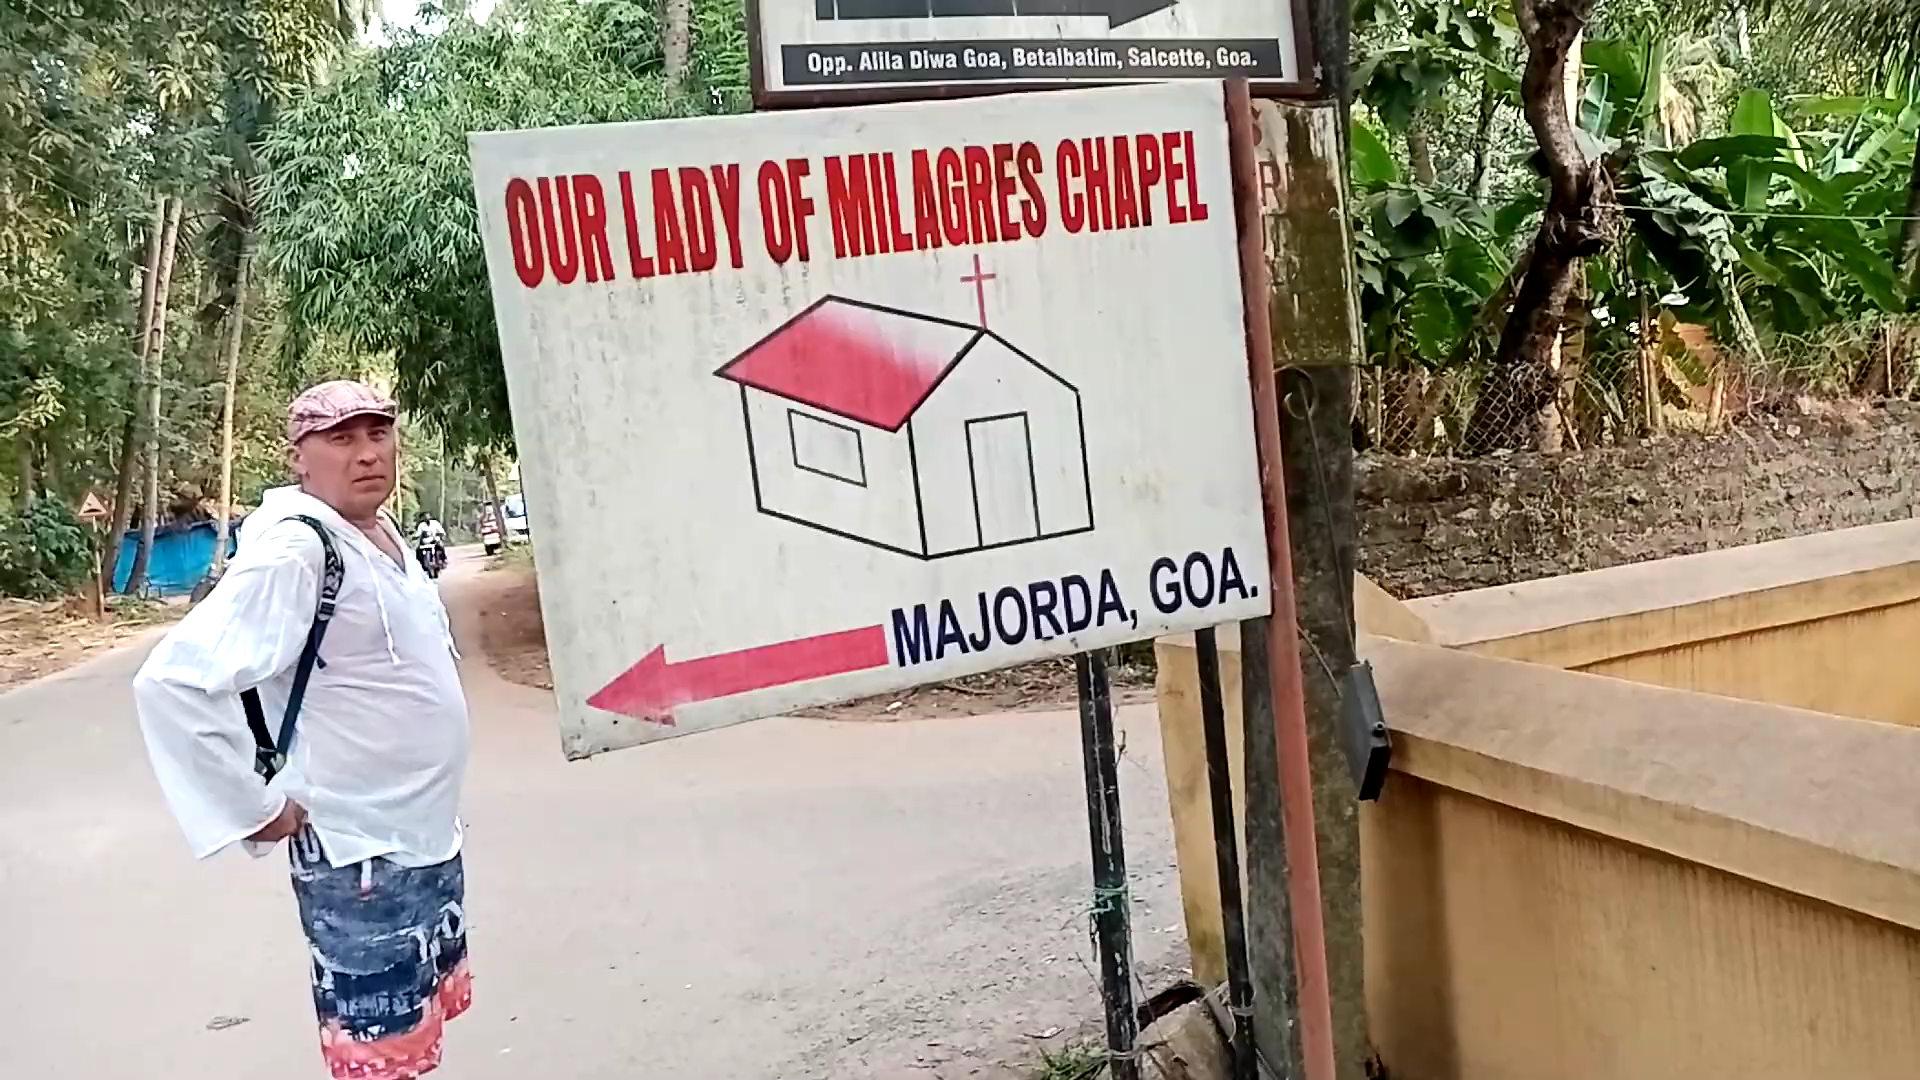 Opp. Alila Diwa Goa, Betalbatim, Salcette, Goa.
OUR LADY OF MILAGRES CHAPEL
MAJORDA, GOA.